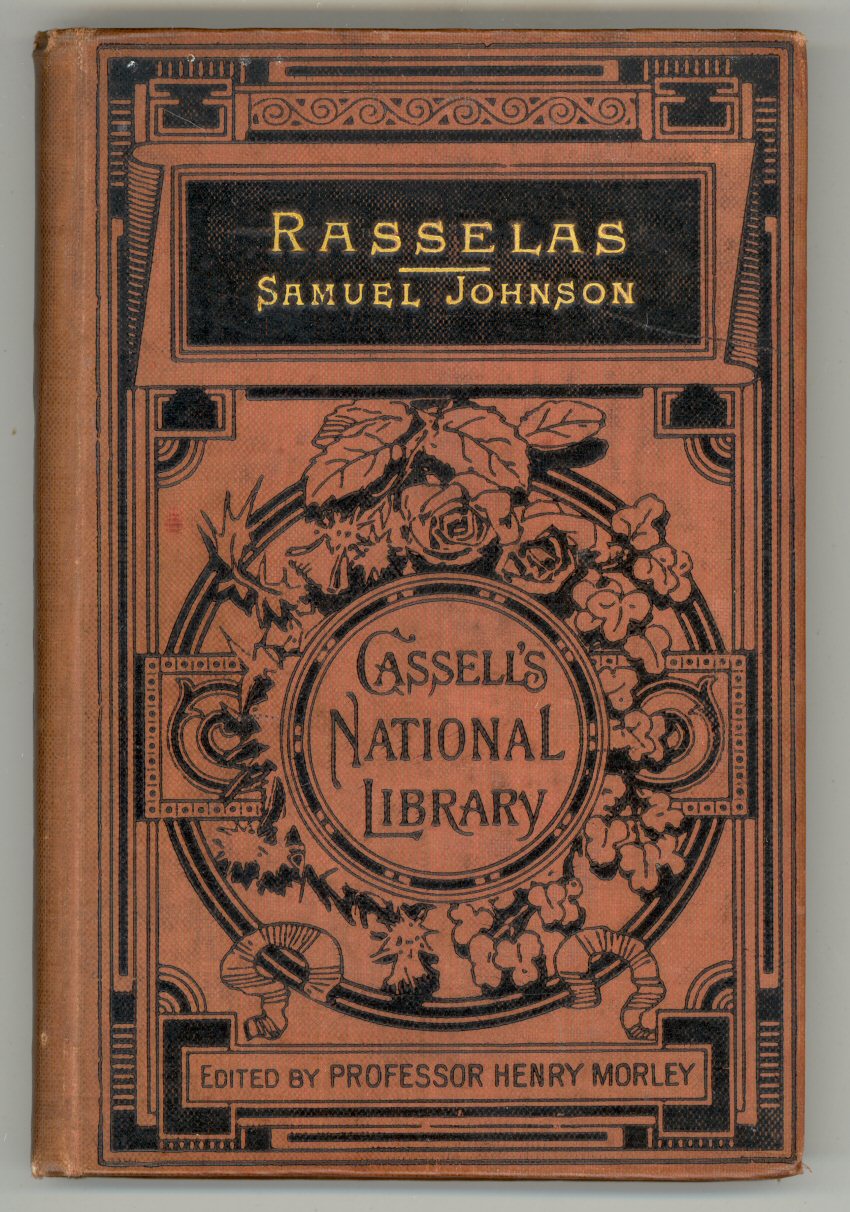 RASSELAS
SAMUEL JOHNSON
CASSELL'S
NATIONAL
LIBRARY
EDITED BY PROFESSOR HENRY MORLEY